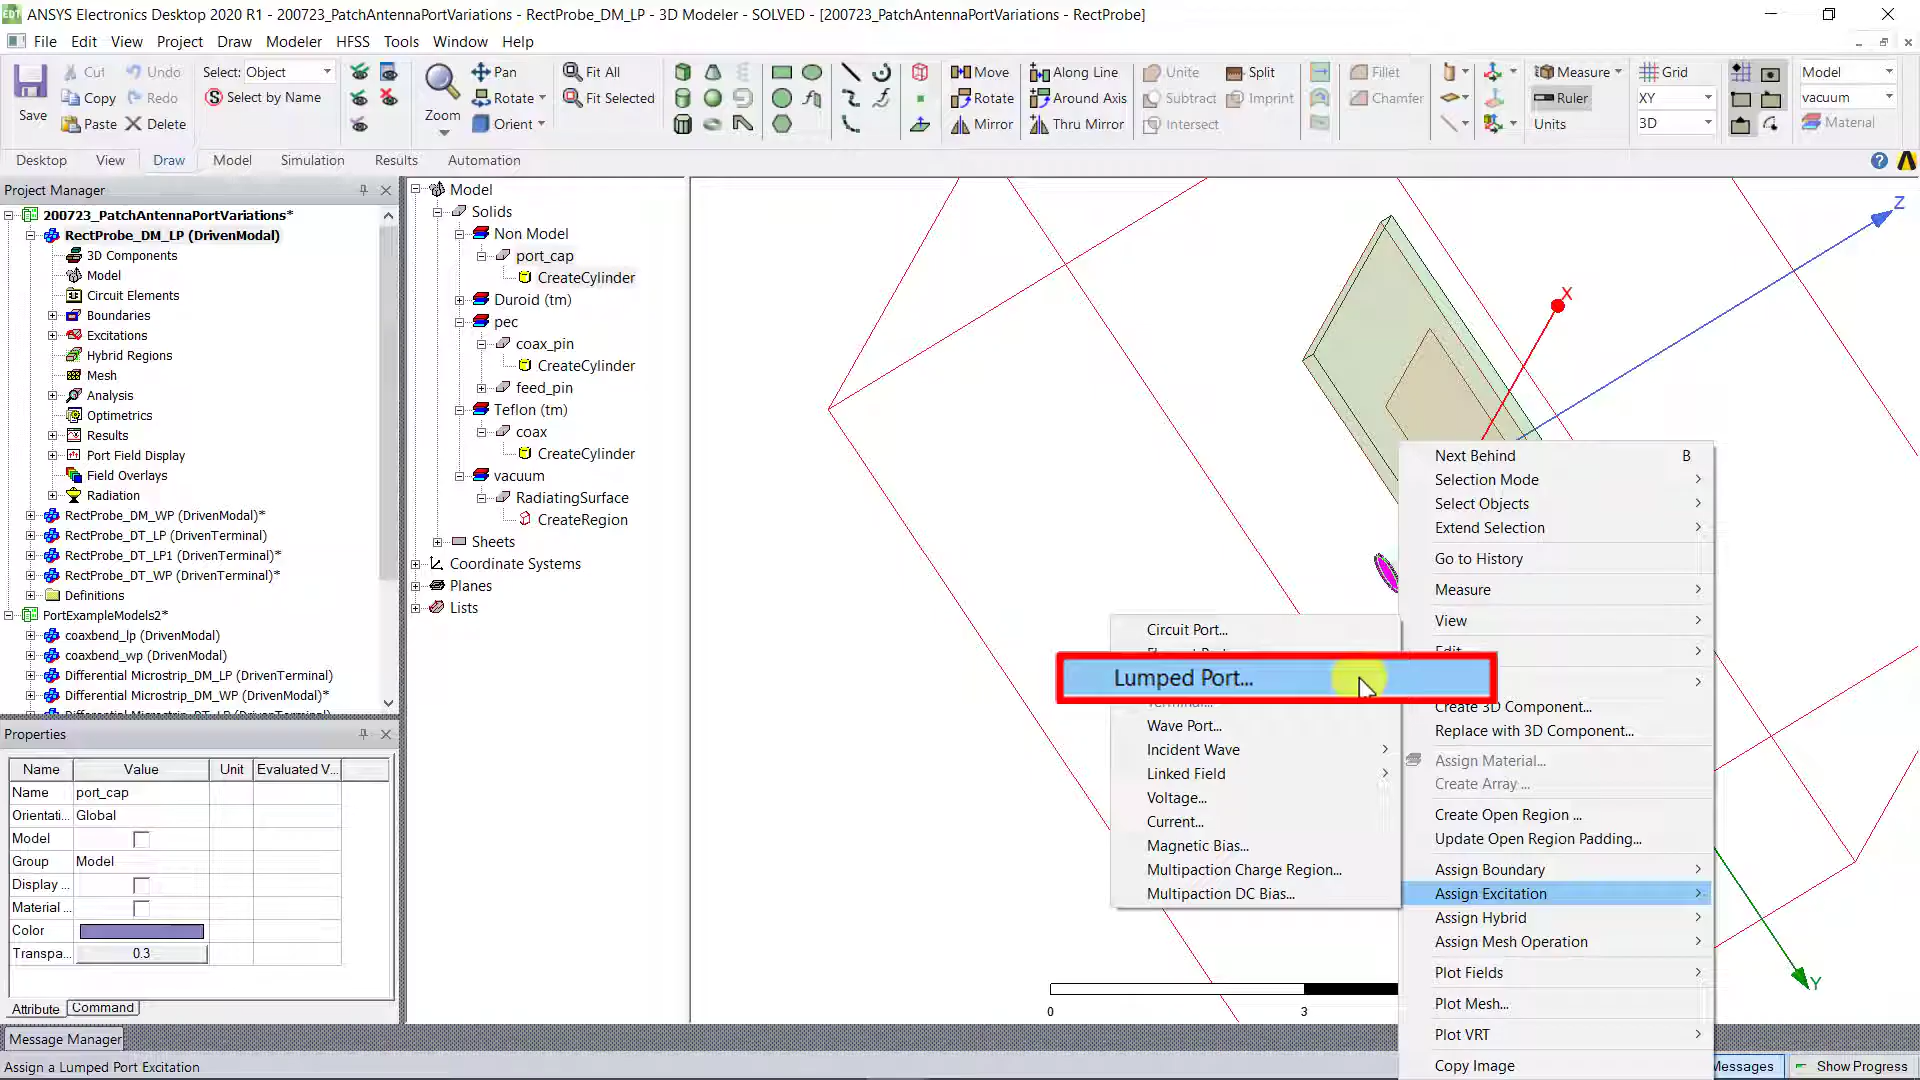 ANSYS Electronics Desktop 2020 R1 - 200723_PatchAntennaPortVariations - RectProbe_DM_LP - 3D Modeler - SOLVED - [200723_PatchAntennaPortVariations - RectProbe]
File Edit View Project Draw Modeler HFSS Tools Window Help
Save
Cut
Copy
Paste
Undo
Redo
Delete
Select: Object
Select by Name
Zoom
Pan
Rotate
Orient
Fit All
Fit Selected
Move
Rotate
Mirror
Along Line
Around Axis
Thru Mirror
Unite
Subtract
Intersect
Split
Imprint
Fillet
Chamfer
Measure
Ruler
Units
Grid
XY
3D
Model
vacuum
Material
Desktop View Draw Model Simulation Results Automation
Project Manager
200723_PatchAntennaPortVariations*
RectProbe_DM_LP (DrivenModal)
3D Components
Model
Circuit Elements
Boundaries
Excitations
Hybrid Regions
Mesh
Analysis
Optimetrics
Results
Port Field Display
Field Overlays
Radiation
RectProbe_DM_WP (DrivenModal)*
RectProbe_DT_LP (DrivenTerminal)
RectProbe_DT_LP1 (DrivenTerminal)*
RectProbe_DT_WP (DrivenTerminal)*
Definitions
PortExampleModels2*
coaxbend_lp (DrivenModal)
coaxbend_wp (DrivenModal)
Differential Microstrip_DM_LP (DrivenTerminal)
Differential Microstrip_DM_WP (DrivenTerminal)*
Properties
Name Value Unit Evaluated V...
Name port_cap
Orientati... Global
Model
Group Model
Display ...
Material ...
Color
Transpa... 0.3
Attribute Command
Model
Solids
Non Model
port_cap
CreateCylinder
Duroid (tm)
pec
coax_pin
CreateCylinder
feed_pin
Teflon (tm)
coax
CreateCylinder
vacuum
RadiatingSurface
CreateRegion
Sheets
Coordinate Systems
Planes
Lists
Z
X
Y
0 3
Circuit Port...
Lumped Port...
Terminal...
Wave Port...
Incident Wave
Linked Field
Voltage...
Current...
Magnetic Bias...
Multipaction Charge Region...
Multipaction DC Bias...
Next Behind B
Selection Mode
Select Objects
Extend Selection
Go to History
Measure
View
Edit
Create 3D Component...
Replace with 3D Component...
Assign Material...
Create Array ...
Create Open Region ...
Update Open Region Padding...
Assign Boundary
Assign Excitation
Assign Hybrid
Assign Mesh Operation
Plot Fields
Plot Mesh...
Plot VRT
Copy Image
Message Manager
Assign a Lumped Port Excitation
Messages
Show Progress